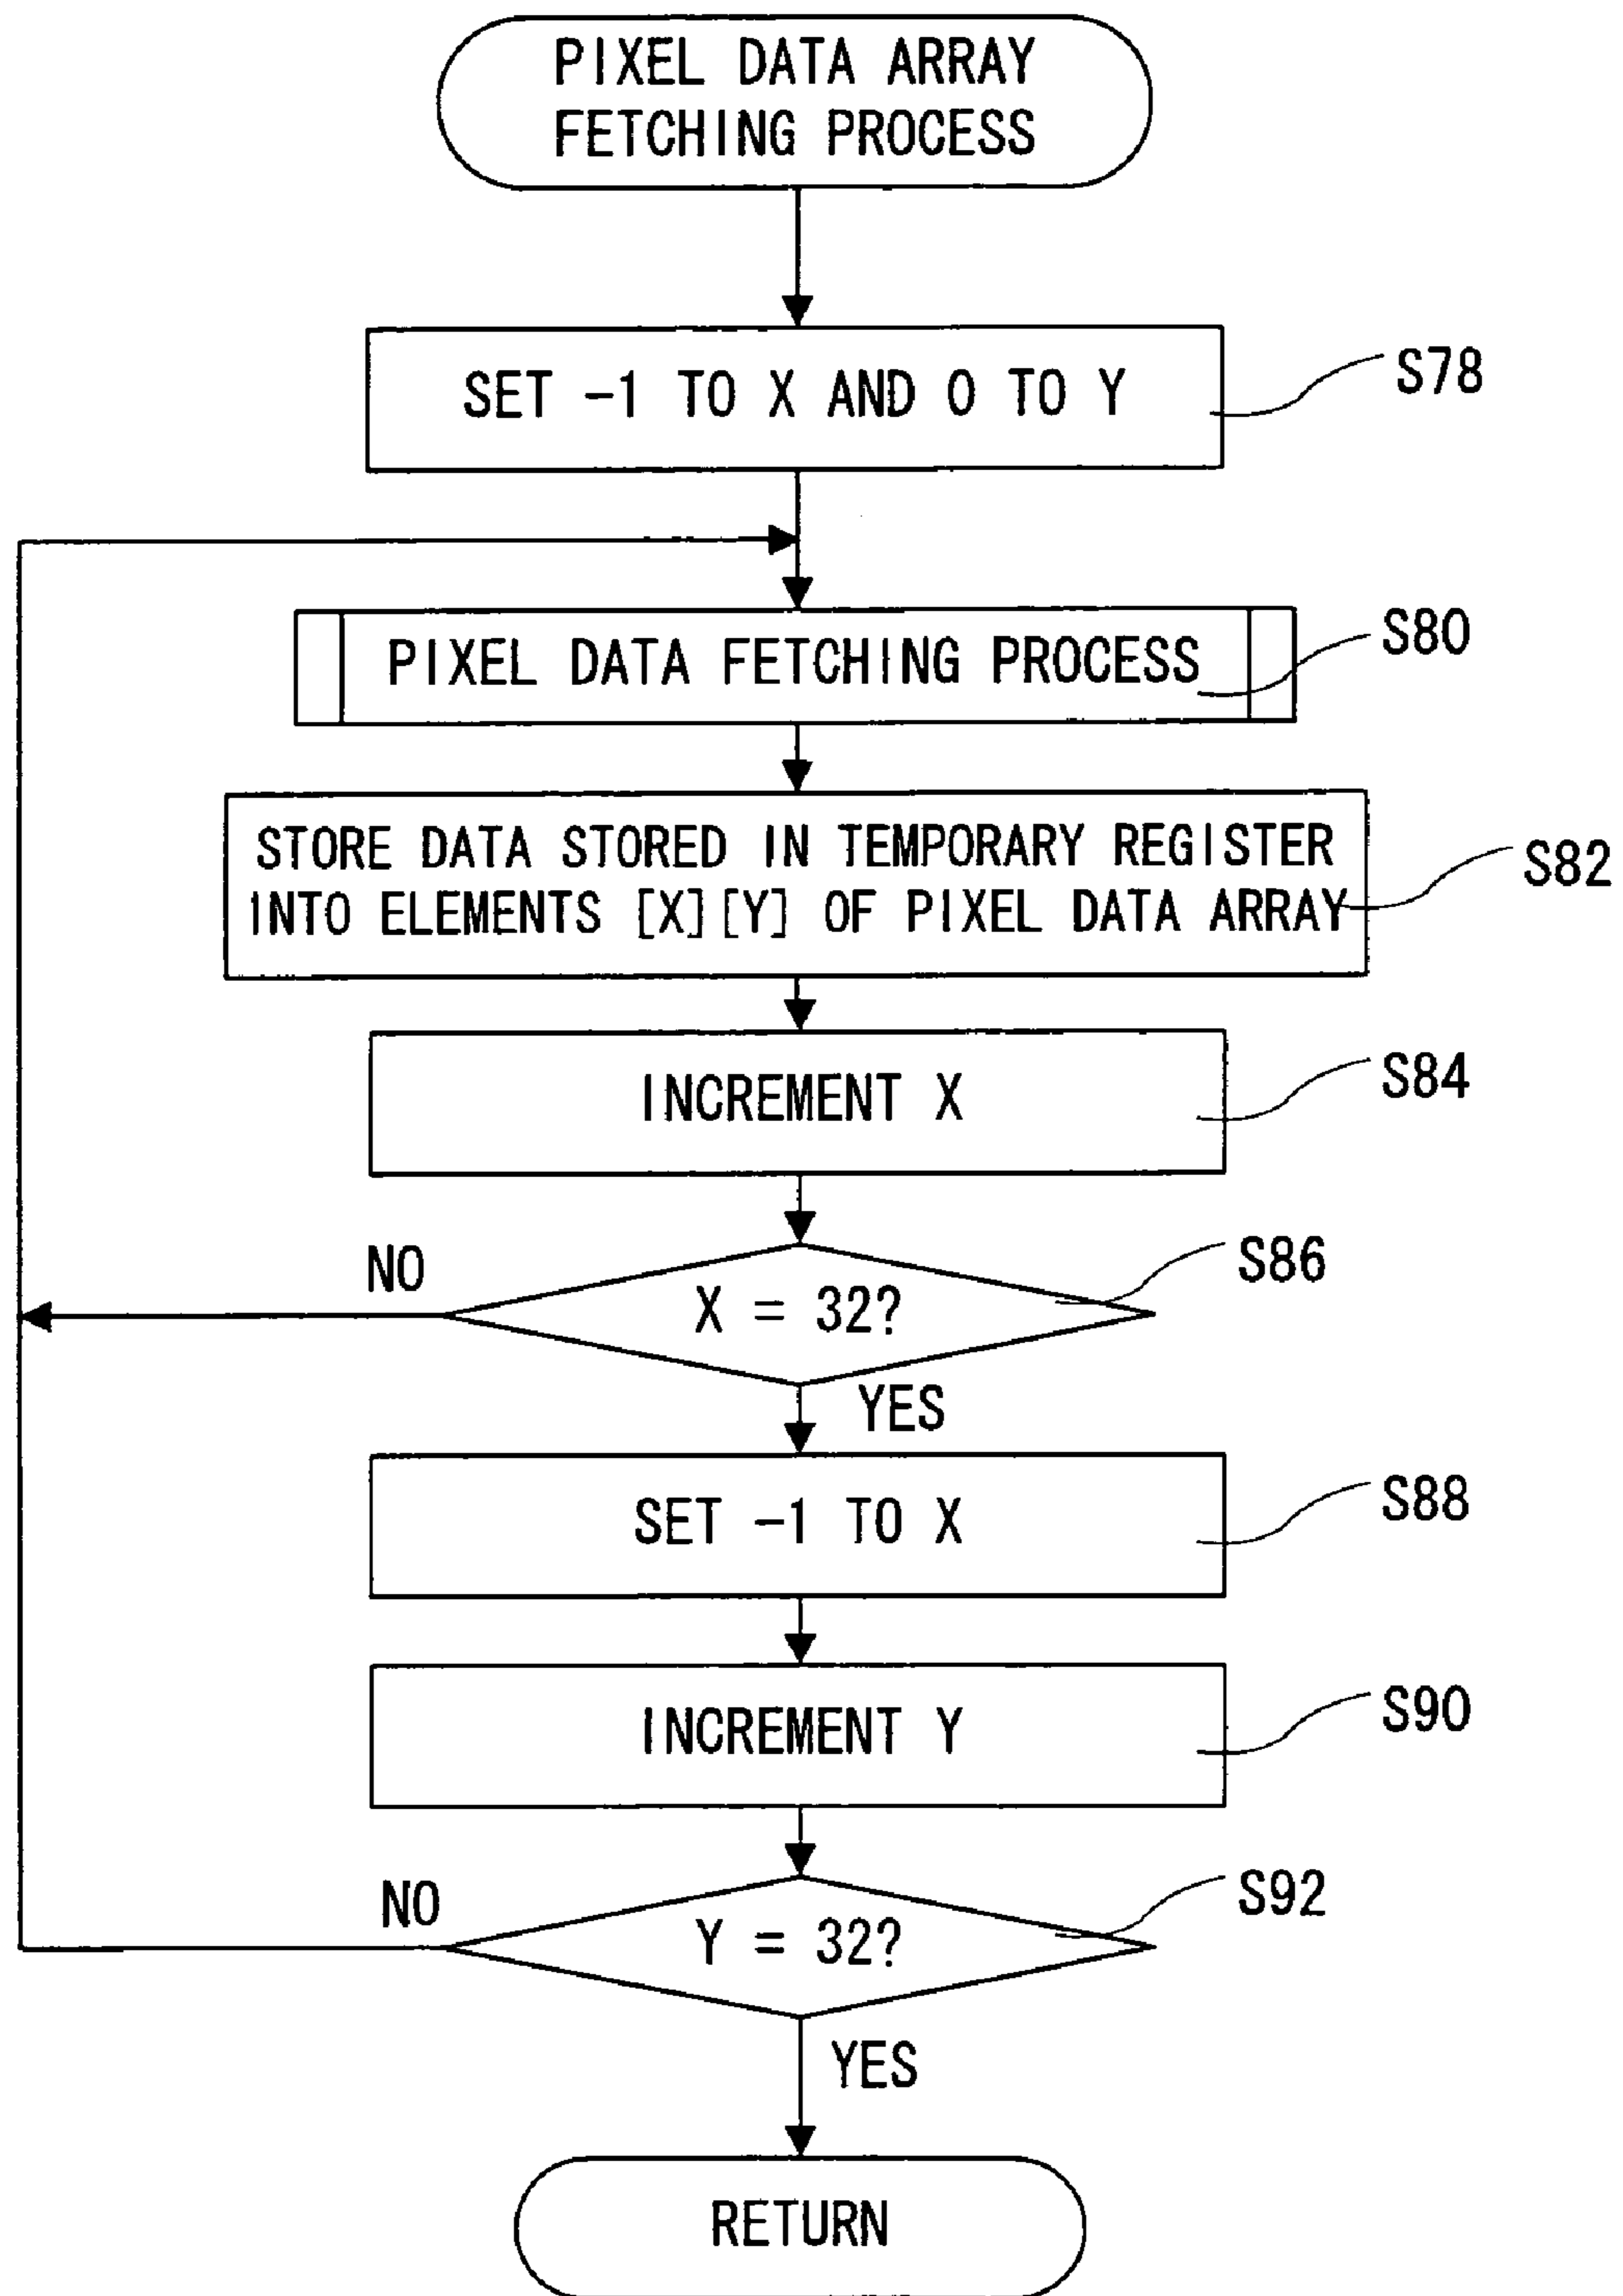 PIXEL DATA ARRAY
FETCHING PROCESS
SET -1 TO X AND 0 TO Y
S78
PIXEL DATA FETCHING PROCESS
S80
STORE DATA STORED IN TEMPORARY REGISTER
INTO ELEMENTS [X][Y] OF PIXEL DATA ARRAY
S82
INCREMENT X
S84
X = 32?
S86
NO
YES
SET -1 TO X
S88
INCREMENT Y
S90
Y = 32?
S92
NO
YES
RETURN